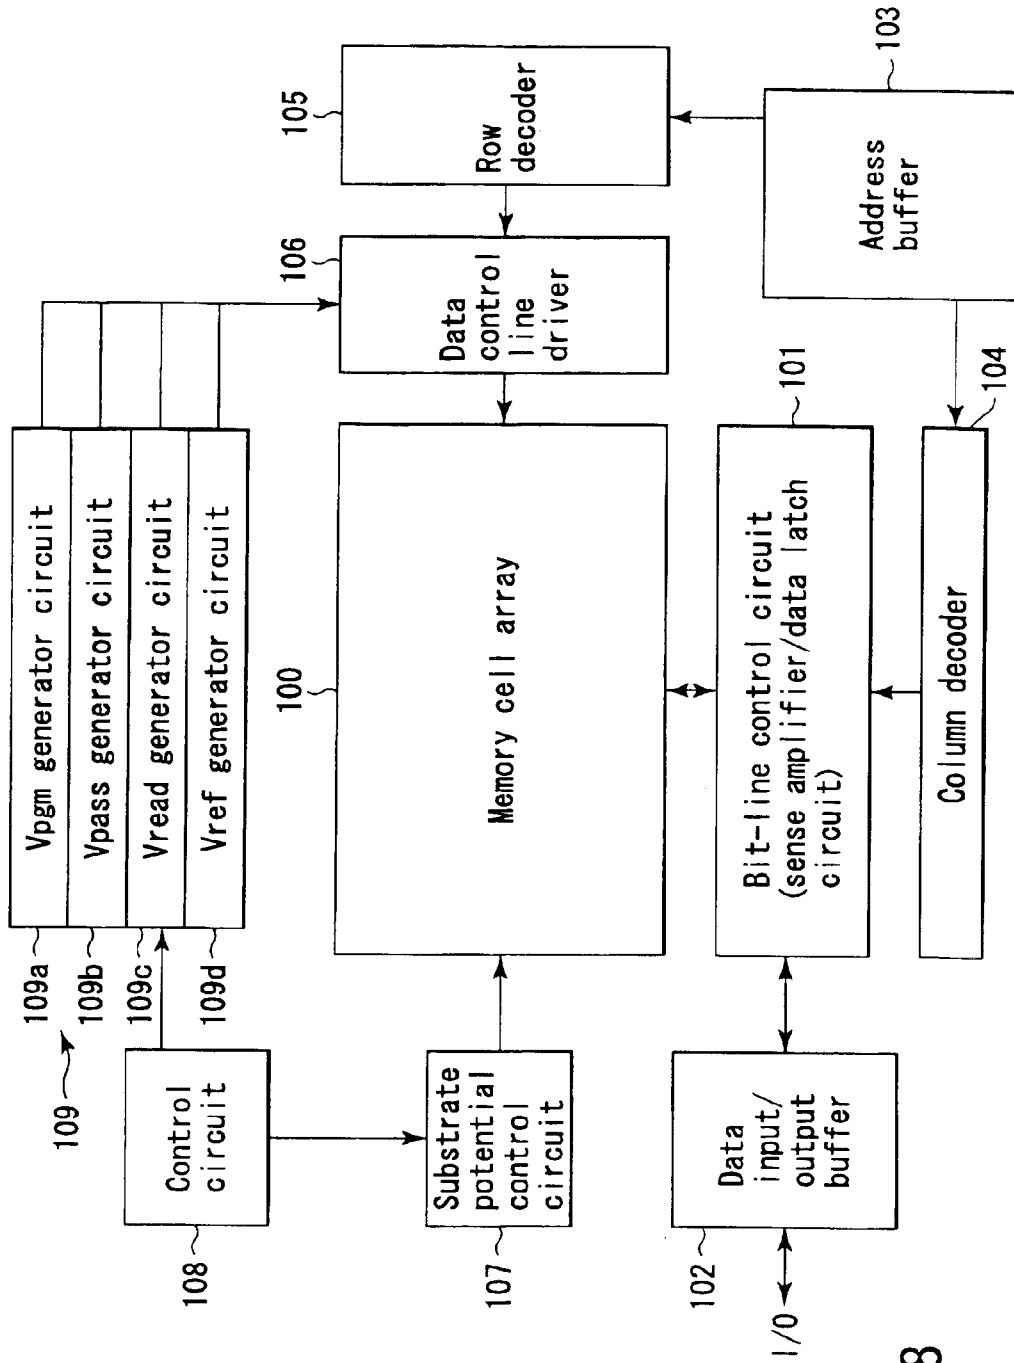 109
109a
Vpgm generator circuit
109b
Vpass generator circuit
109c
Vread generator circuit
109d
Vref generator circuit
108
Control
circuit
107
Substrate
potential
control
circuit
100
Memory cell array
106
Data
control
line
driver
105
Row
decoder
102
Data
input/
output
buffer
I/O
101
Bit-line control circuit
(sense amplifier/data latch
circuit)
104
Column decoder
103
Address
buffer